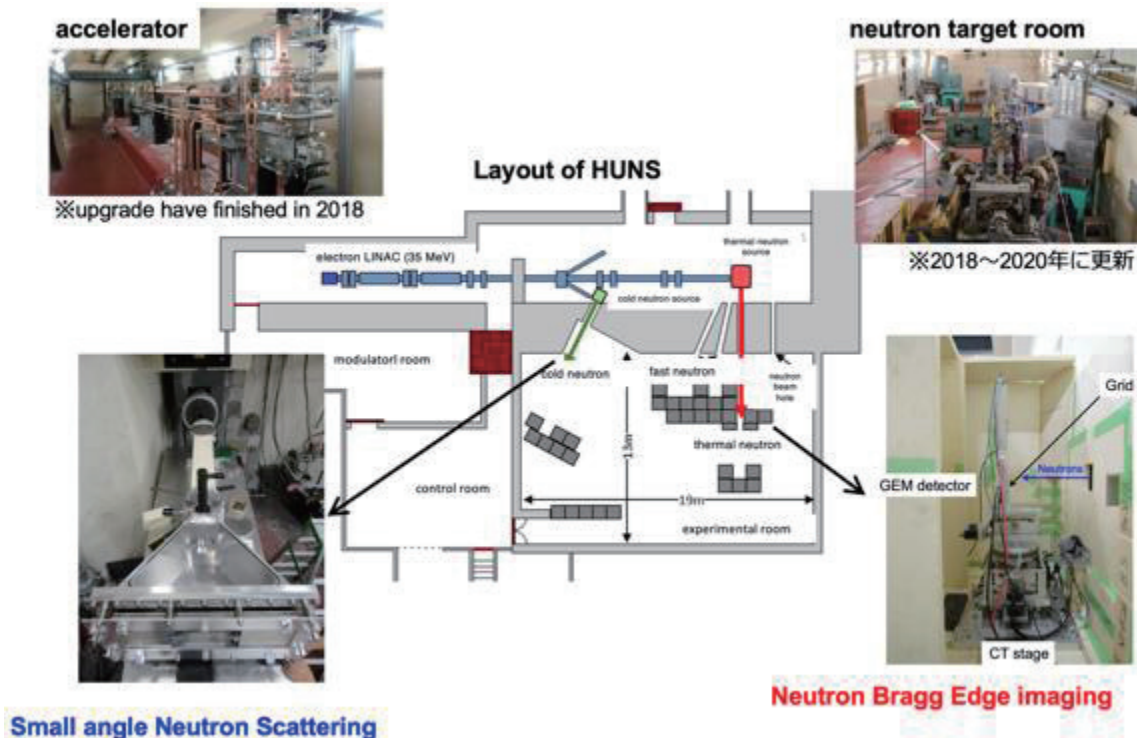 accelerator
neutron target room
※upgrade have finished in 2018
※2018～2020年に更新
Layout of HUNS
electron LINAC (35 MeV)
thermal neutron
source
cold neutron source
modulatorl room
cold neutron
fast neutron
neutron
beam
hole
thermal neutron
13m
19m
control room
experimental room
Grid
Neutrons
GEM detector
CT stage
Neutron Bragg Edge imaging
Small angle Neutron Scattering